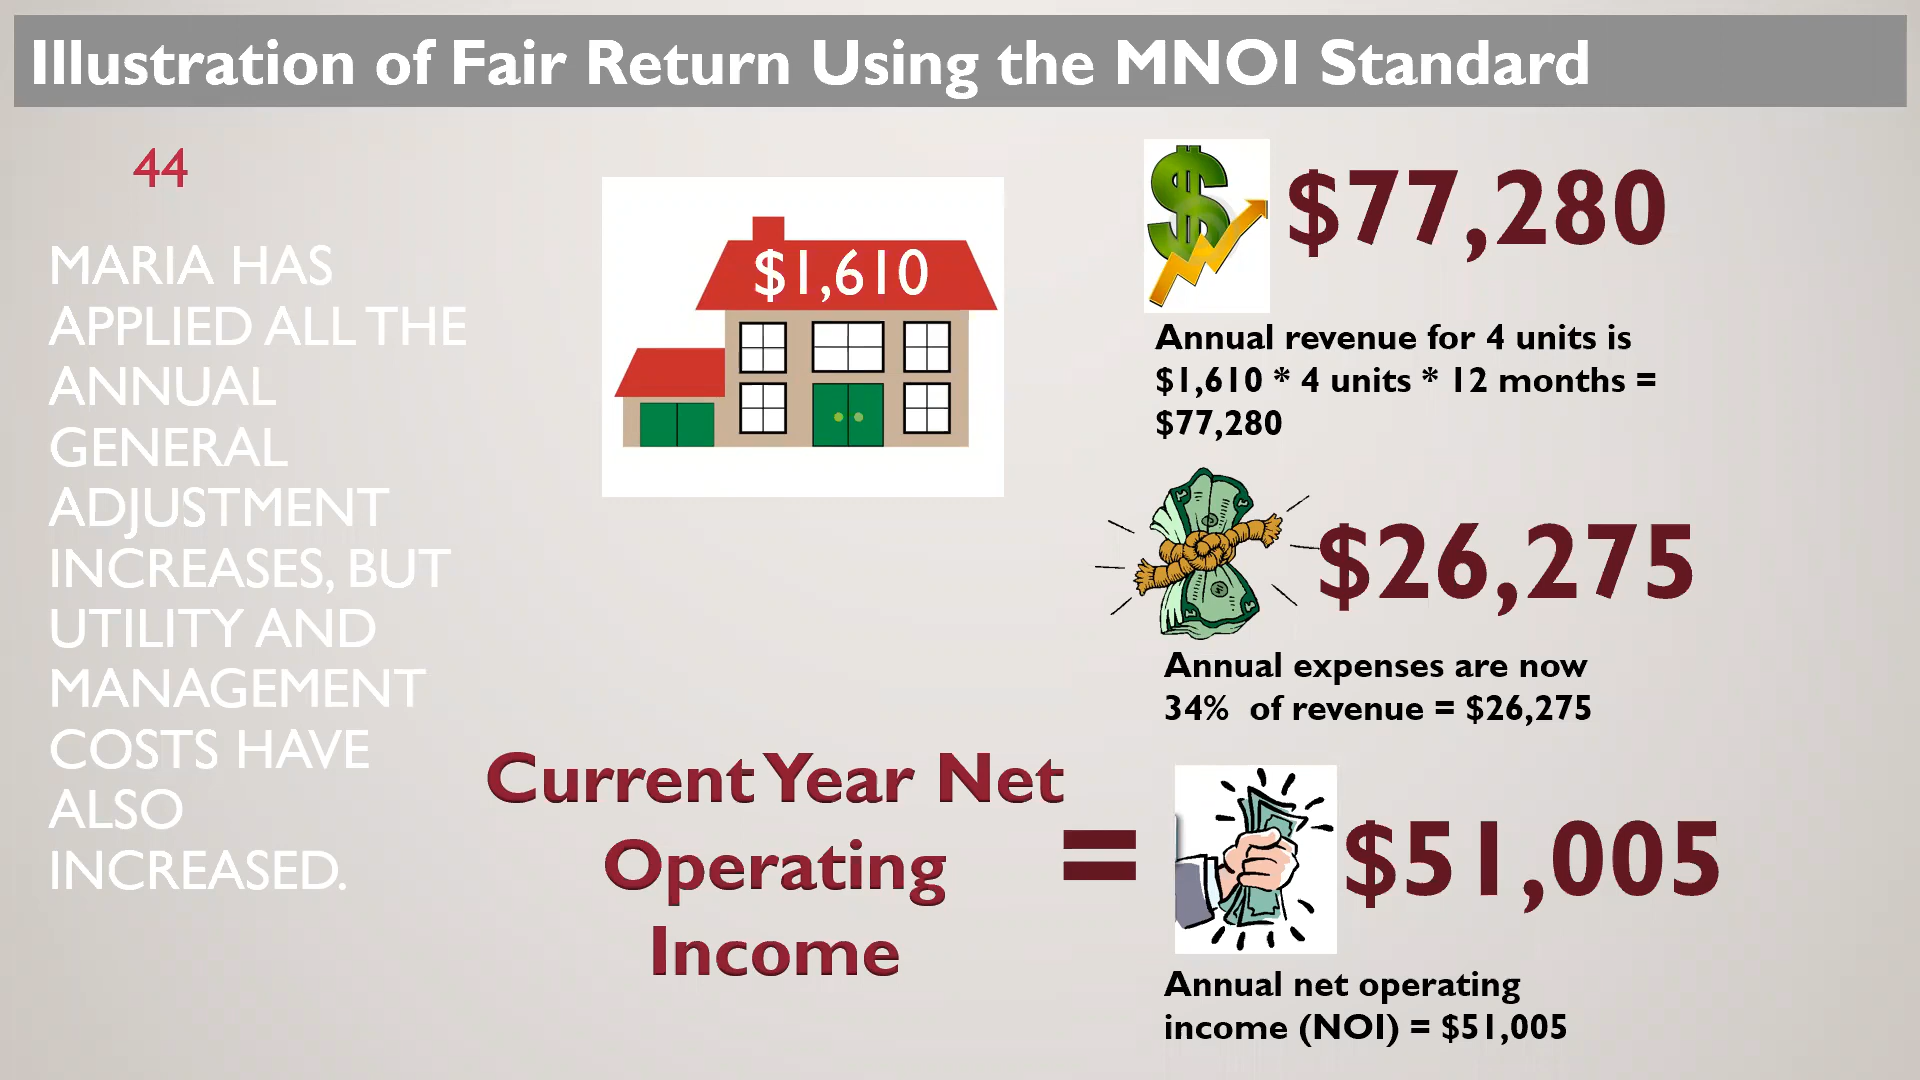 Illustration of Fair Return Using the MNOI Standard
44
MARIA HAS
APPLIED ALL THE
ANNUAL
GENERAL
ADJUSTMENT
INCREASES, BUT
UTILITY AND
MANAGEMENT
COSTS HAVE
ALSO
INCREASED.
$1,610
$77,280
Annual revenue for 4 units is
$1,610 * 4 units * 12 months =
$77,280
$26,275
Annual expenses are now
34% of revenue = $26,275
Current Year Net
Operating
Income
=
$51,005
Annual net operating
income (NOI) = $51,005